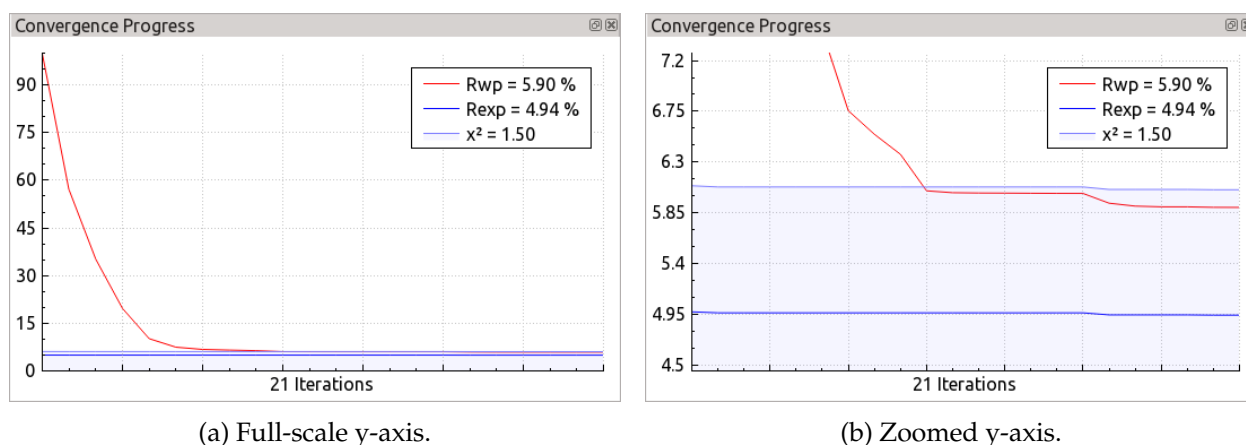 Convergence Progress
90
75
60
45
30
15
0
Rwp = 5.90 %
Rexp = 4.94 %
x² = 1.50
21 Iterations
(a) Full-scale y-axis.
Convergence Progress
7.2
6.75
6.3
5.85
5.4
4.95
4.5
Rwp = 5.90 %
Rexp = 4.94 %
x² = 1.50
21 Iterations
(b) Zoomed y-axis.